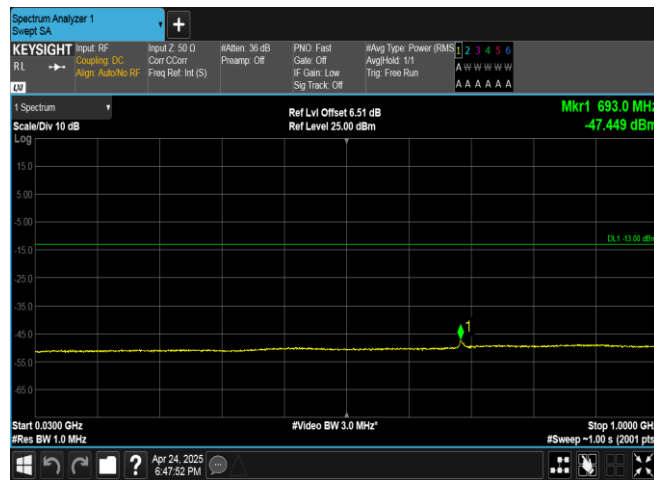 Spectrum Analyzer 1
Swept SA
+
KEYSIGHT
RL
LXI
Input: RF
Coupling: DC
Align: Auto/No RF
Input Z: 50 Ω
Corr CCorr
Freq Ref: Int (S)
#Atten: 36 dB
Preamp: Off
PNO: Fast
Gate: Off
IF Gain: Low
Sig Track: Off
#Avg Type: Power (RMS
Avg|Hold: 1/1
Trig: Free Run
1 2 3 4 5 6
A W W W W W
A A A A A A
1 Spectrum
Scale/Div 10 dB
Log
Ref Lvl Offset 6.51 dB
Ref Level 25.00 dBm
Mkr1 693.0 MHz
-47.449 dBm
15.0
5.00
-5.00
DL1 -13.00 dBm
-15.0
-25.0
-35.0
1
-45.0
-55.0
-65.0
Start 0.0300 GHz
#Res BW 1.0 MHz
#Video BW 3.0 MHz*
Stop 1.0000 GHz
#Sweep ~1.00 s (2001 pts
?
Apr 24, 2025
6:47:52 PM